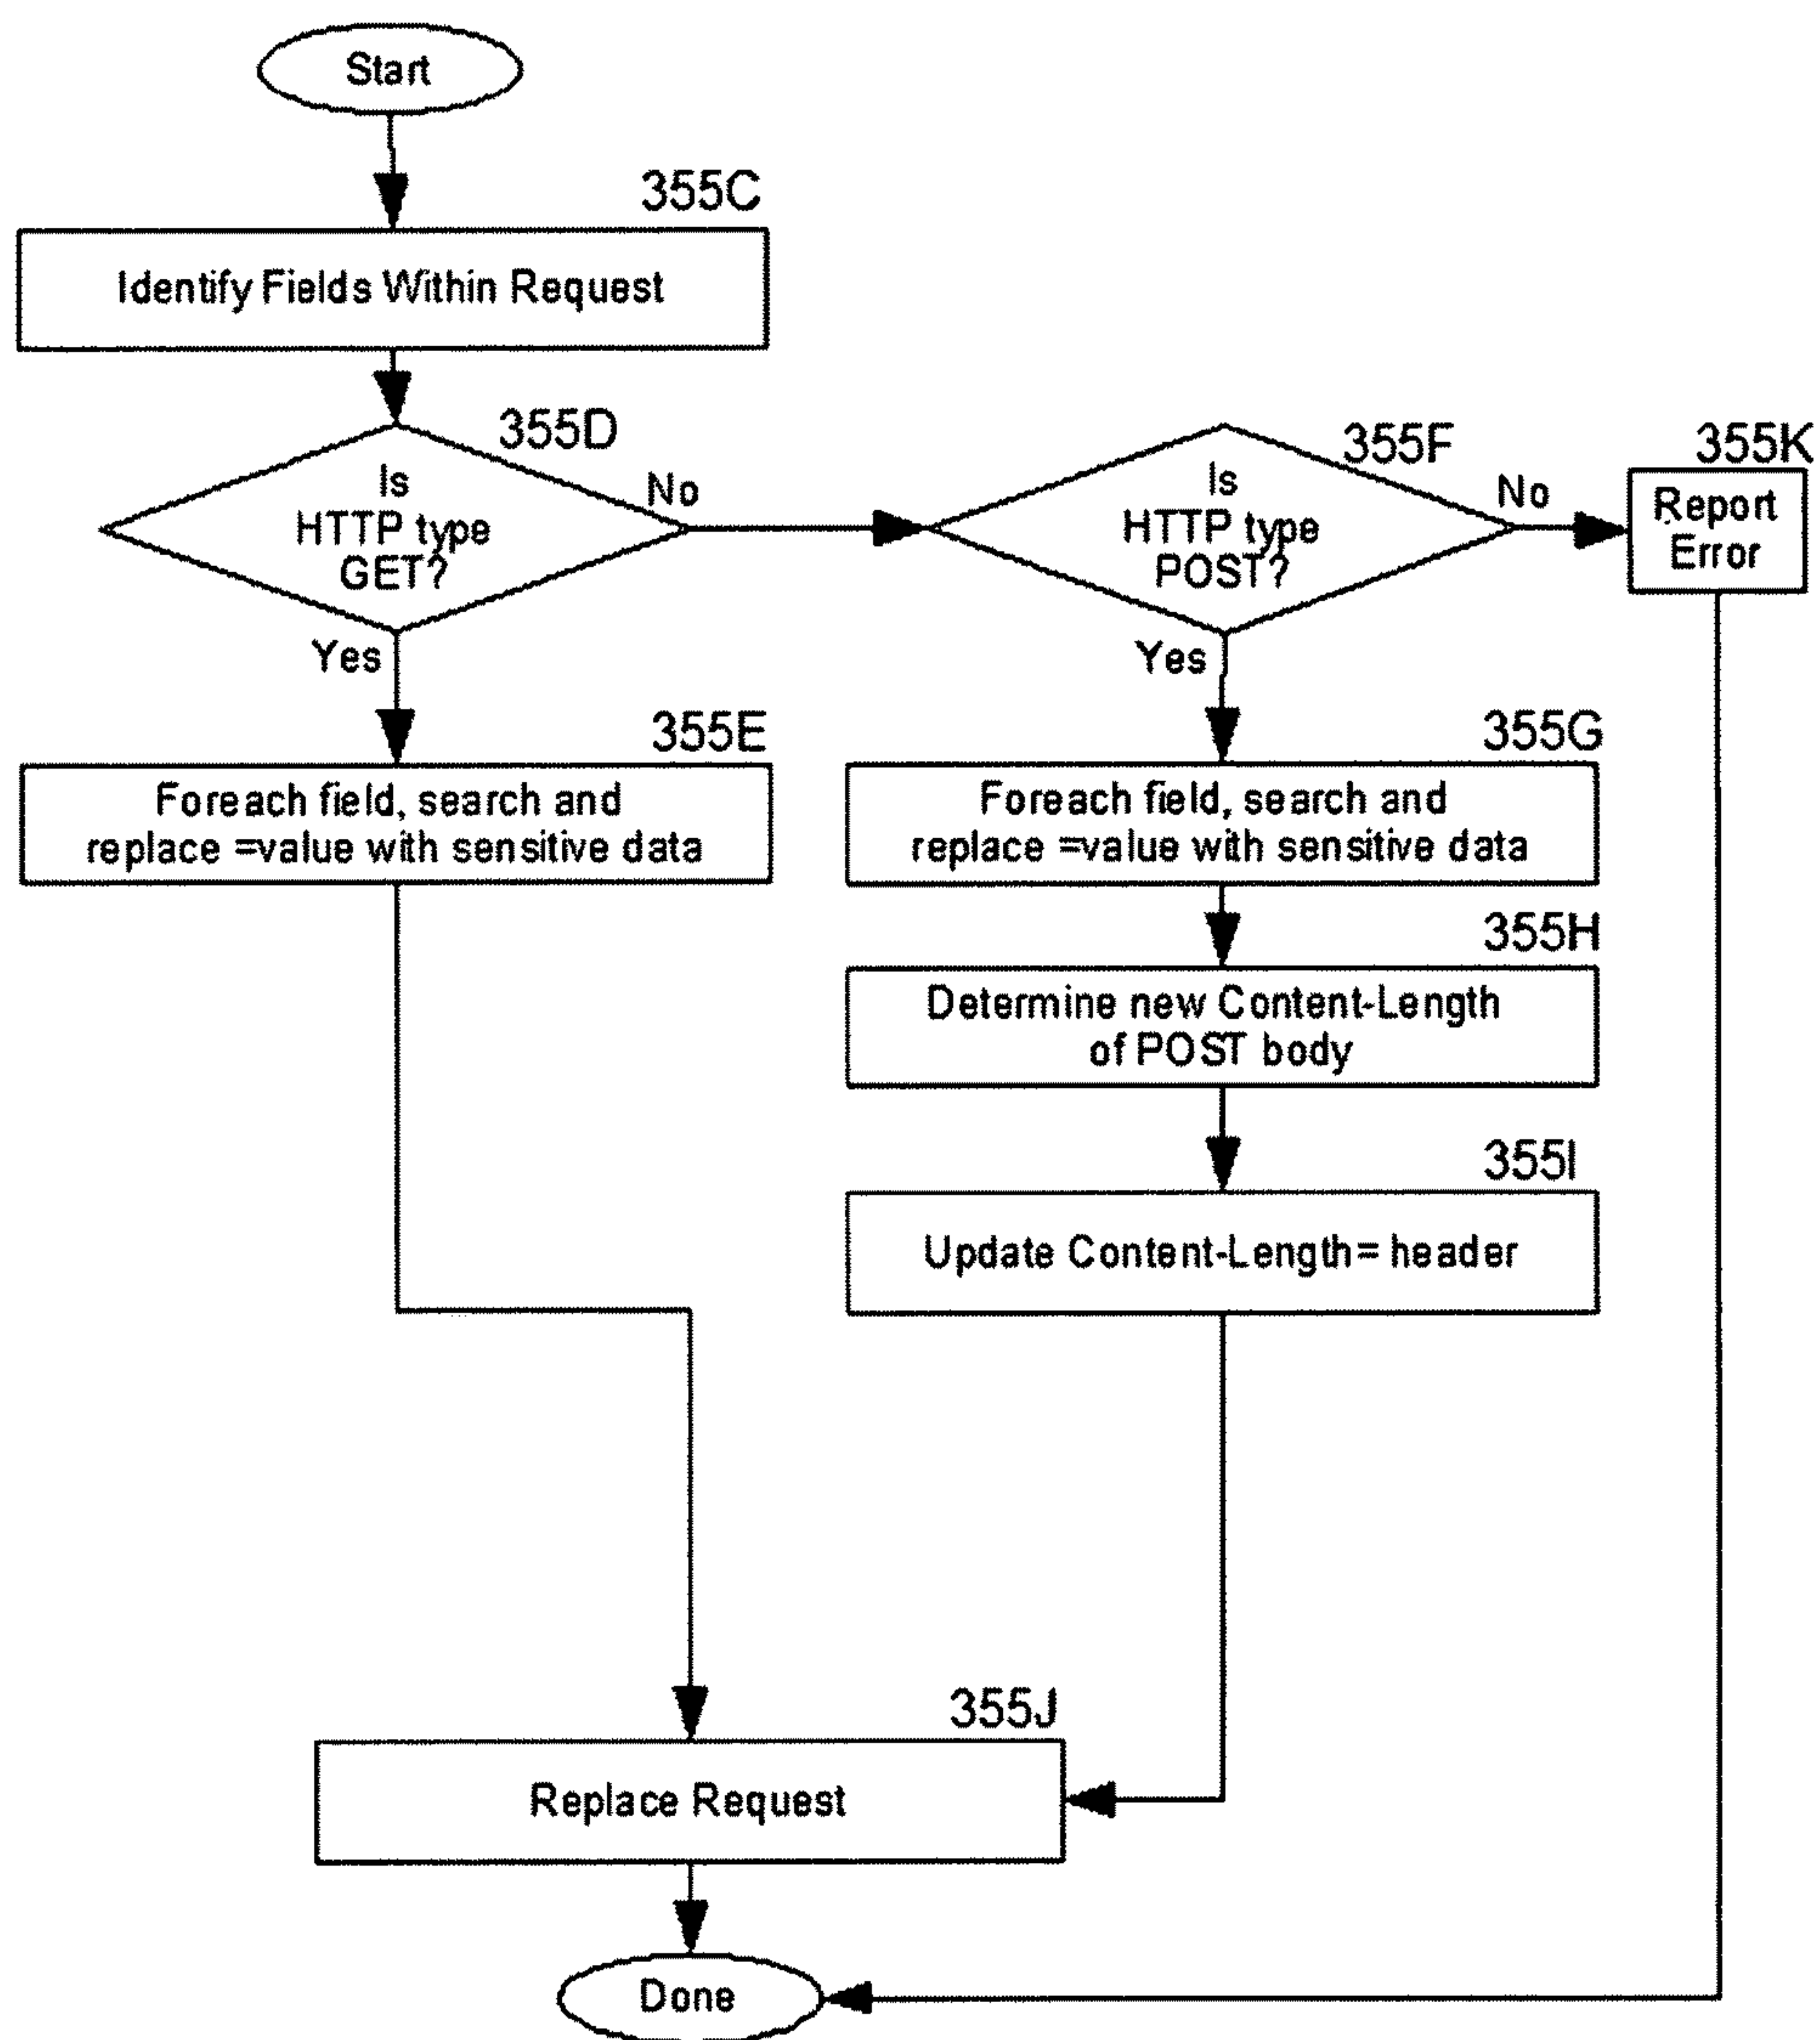 Start
355C
Identify Fields Within Request
355D
Is
HTTP type
GET?
No
Yes
355F
Is
HTTP type
POST?
No
Yes
355K
Report
Error
355E
Foreach field, search and
replace =value with sensitive data
355G
Foreach field, search and
replace =value with sensitive data
355H
Determine new Content-Length
of POST body
355I
Update Content-Length= header
355J
Replace Request
Done